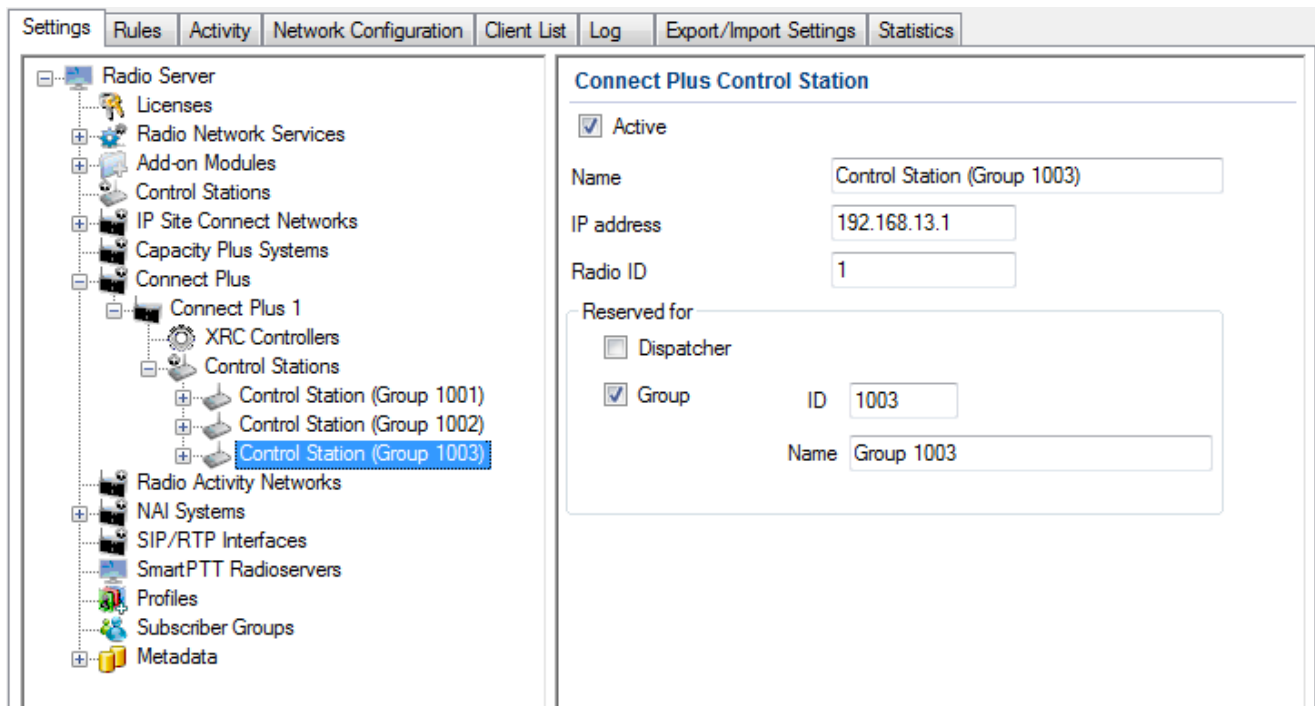 Settings Rules Activity Network Configuration Client List Log Export/Import Settings Statistics
Radio Server
Licenses
Radio Network Services
Add-on Modules
Control Stations
IP Site Connect Networks
Capacity Plus Systems
Connect Plus
Connect Plus 1
XRC Controllers
Control Stations
Control Station (Group 1001)
Control Station (Group 1002)
Control Station (Group 1003)
Radio Activity Networks
NAI Systems
SIP/RTP Interfaces
SmartPTT Radioservers
Profiles
Subscriber Groups
Metadata
Connect Plus Control Station
Active
Name Control Station (Group 1003)
IP address 192.168.13.1
Radio ID 1
Reserved for
Dispatcher
Group ID 1003
Name Group 1003